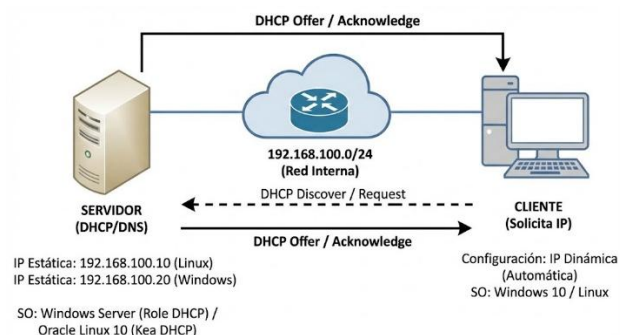 DHCP Offer / Acknowledge
192.168.100.0/24
(Red Interna)
DHCP Discover / Request
SERVIDOR
(DHCP/DNS)
CLIENTE
(Solicita IP)
DHCP Offer / Acknowledge
IP Estática: 192.168.100.10 (Linux)
IP Estática: 192.168.100.20 (Windows)
SO: Windows Server (Role DHCP) /
Oracle Linux 10 (Kea DHCP)
Configuración: IP Dinámica
(Automática)
SO: Windows 10 / Linux